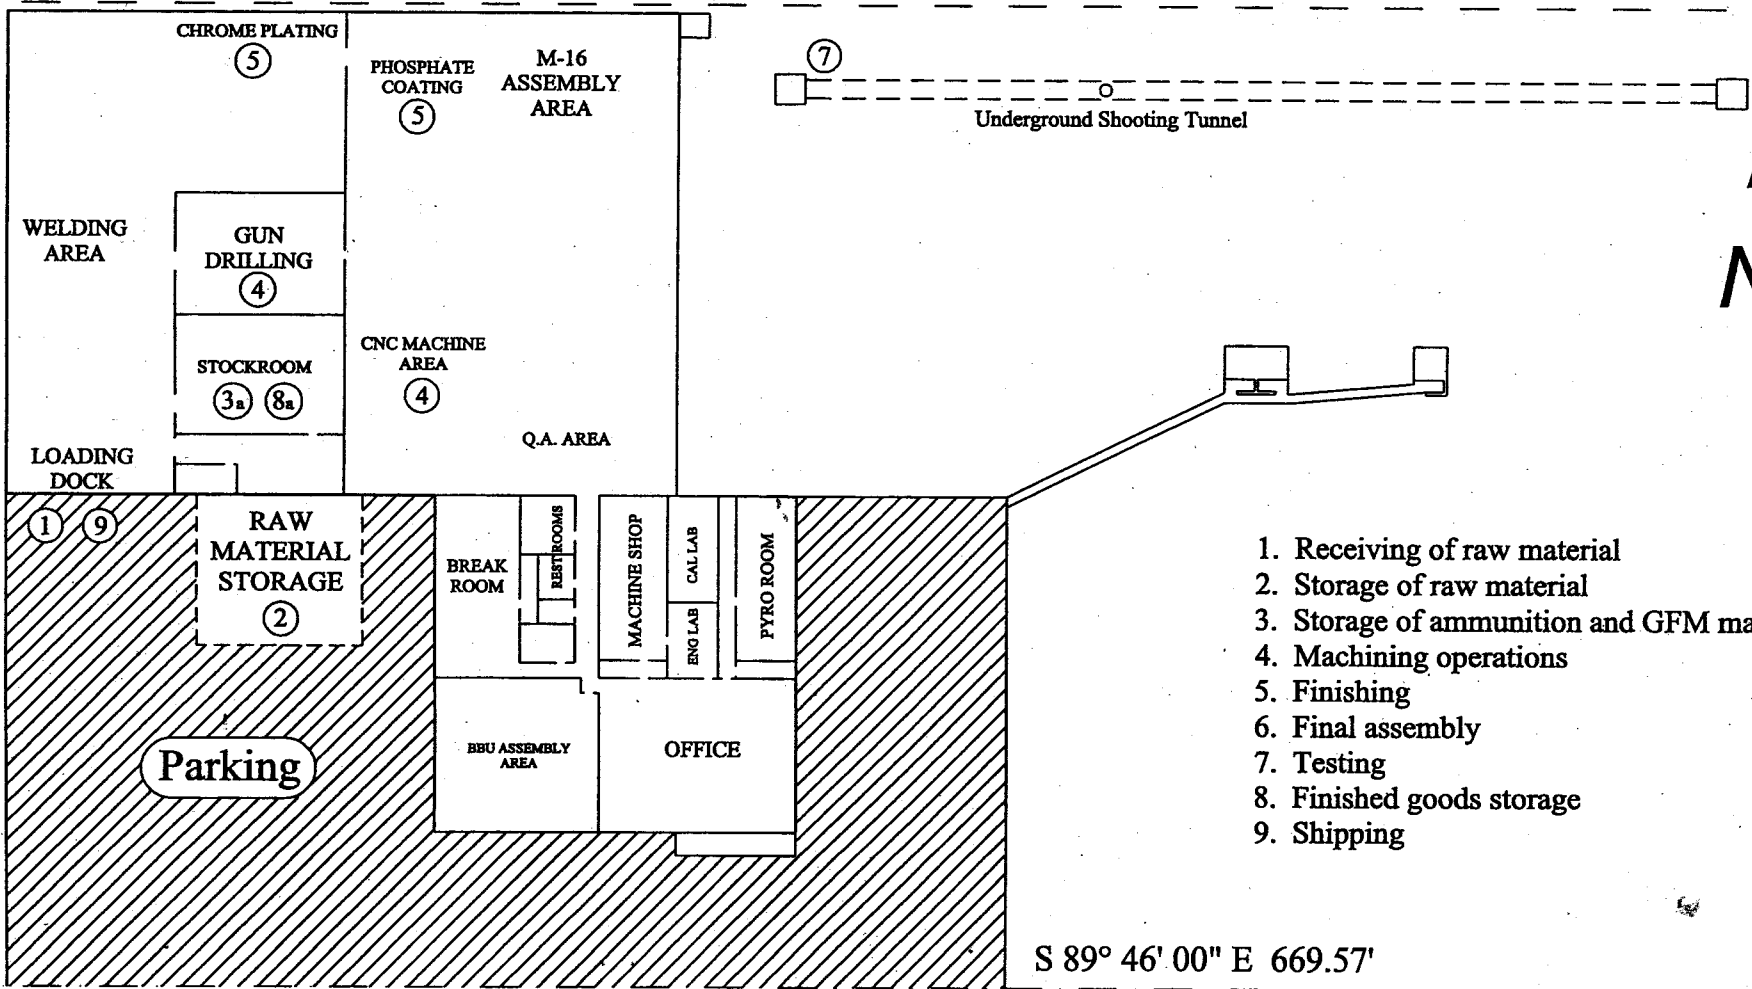 CHROME PLATING
5
PHOSPHATE
COATING
5
M-16
ASSEMBLY
AREA
7
Underground Shooting Tunnel
WELDING
AREA
GUN
DRILLING
4
STOCKROOM
3a 8a
CNC MACHINE
AREA
4
Q.A. AREA
LOADING
DOCK
1 9
RAW
MATERIAL
STORAGE
2
BREAK
ROOM
RESTROOMS
MACHINE SHOP
CAL LAB
ENG LAB
PYRO ROOM
BBU ASSEMBLY
AREA
OFFICE
Parking
1. Receiving of raw material
2. Storage of raw material
3. Storage of ammunition and GFM
4. Machining operations
5. Finishing
6. Final assembly
7. Testing
8. Finished goods storage
9. Shipping
S 89° 46' 00" E 669.57'